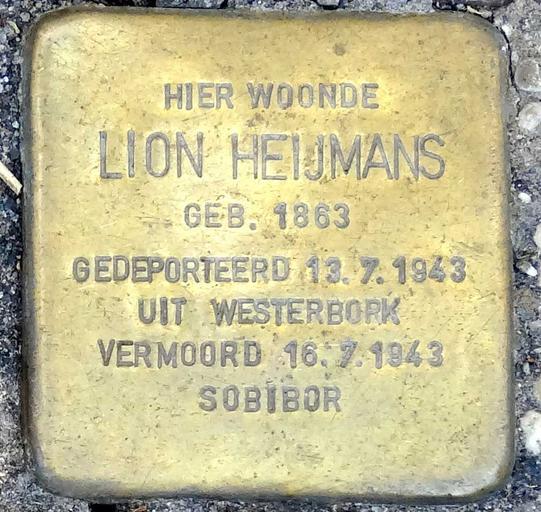 HIER WOONDE
LION HEIJMANS
GEB. 1863
GEDEPORTEERD 13.7.1943
UIT WESTERBORK
VERMOORD 16.7.1943
SOBIBOR